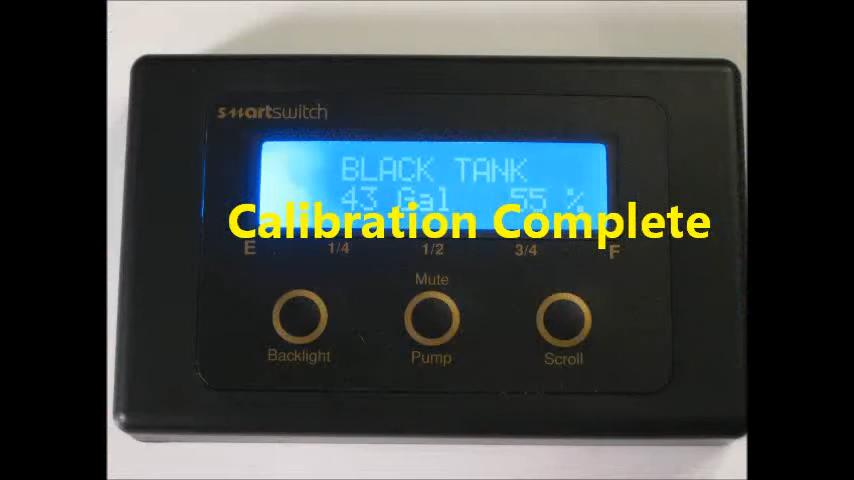 smartswitch
BLACK TANK
43 Gal 55 %
Calibration Complete
E 1/4 1/2 3/4 F
Mute
Backlight Pump Scroll